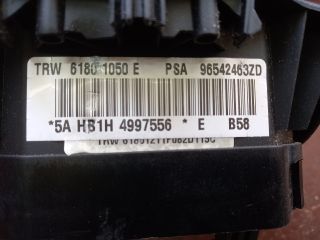 TRW 6180 1050 E PSA 96542463ZD
*5A HB1H 4997556 * E B58